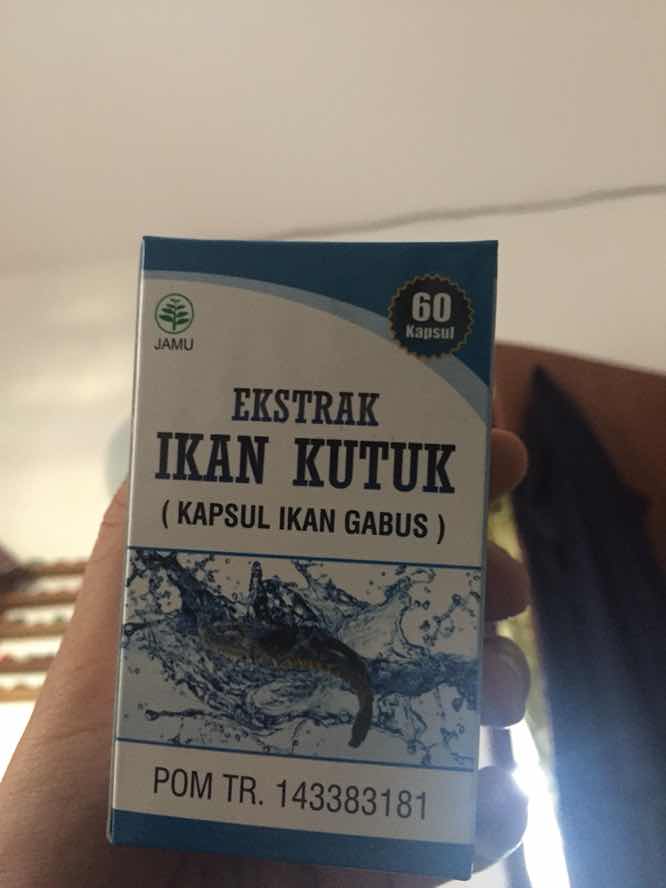 60
Kapsul
JAMU
EKSTRAK
IKAN KUTUK
( KAPSUL IKAN GABUS )
POM TR. 143383181